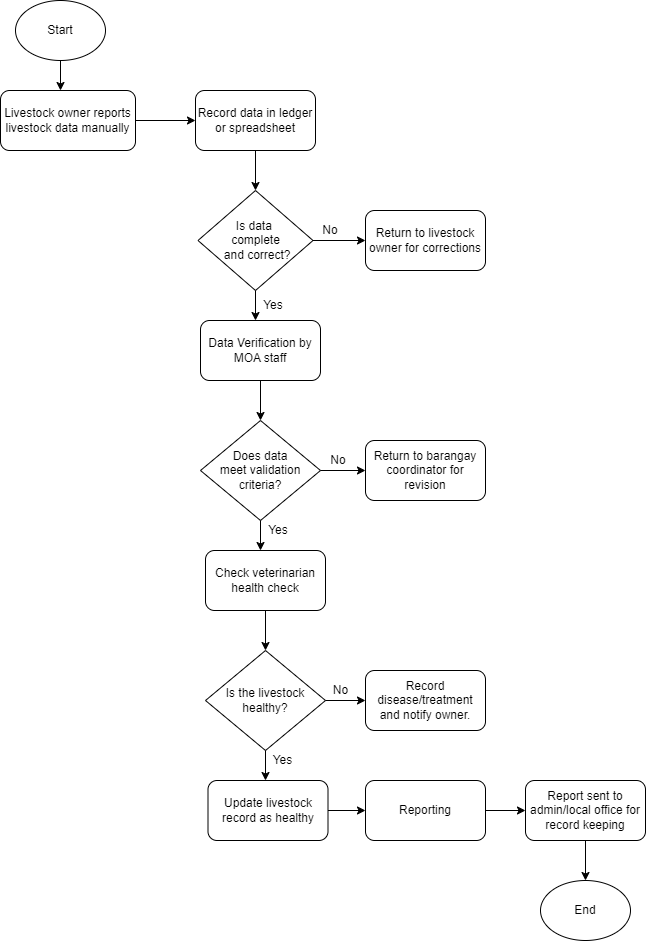 Start
Livestock owner reports
livestock data manually
Record data in ledger
or spreadsheet
Is data
complete
and correct?
No
Return to livestock
owner for corrections
Yes
Data Verification by
MOA staff
Does data
meet validation
criteria?
No
Return to barangay
coordinator for
revision
Yes
Check veterinarian
health check
Is the livestock
healthy?
No
Record
disease/treatment
and notify owner.
Yes
Update livestock
record as healthy
Reporting
Report sent to
admin/local office for
record keeping
End